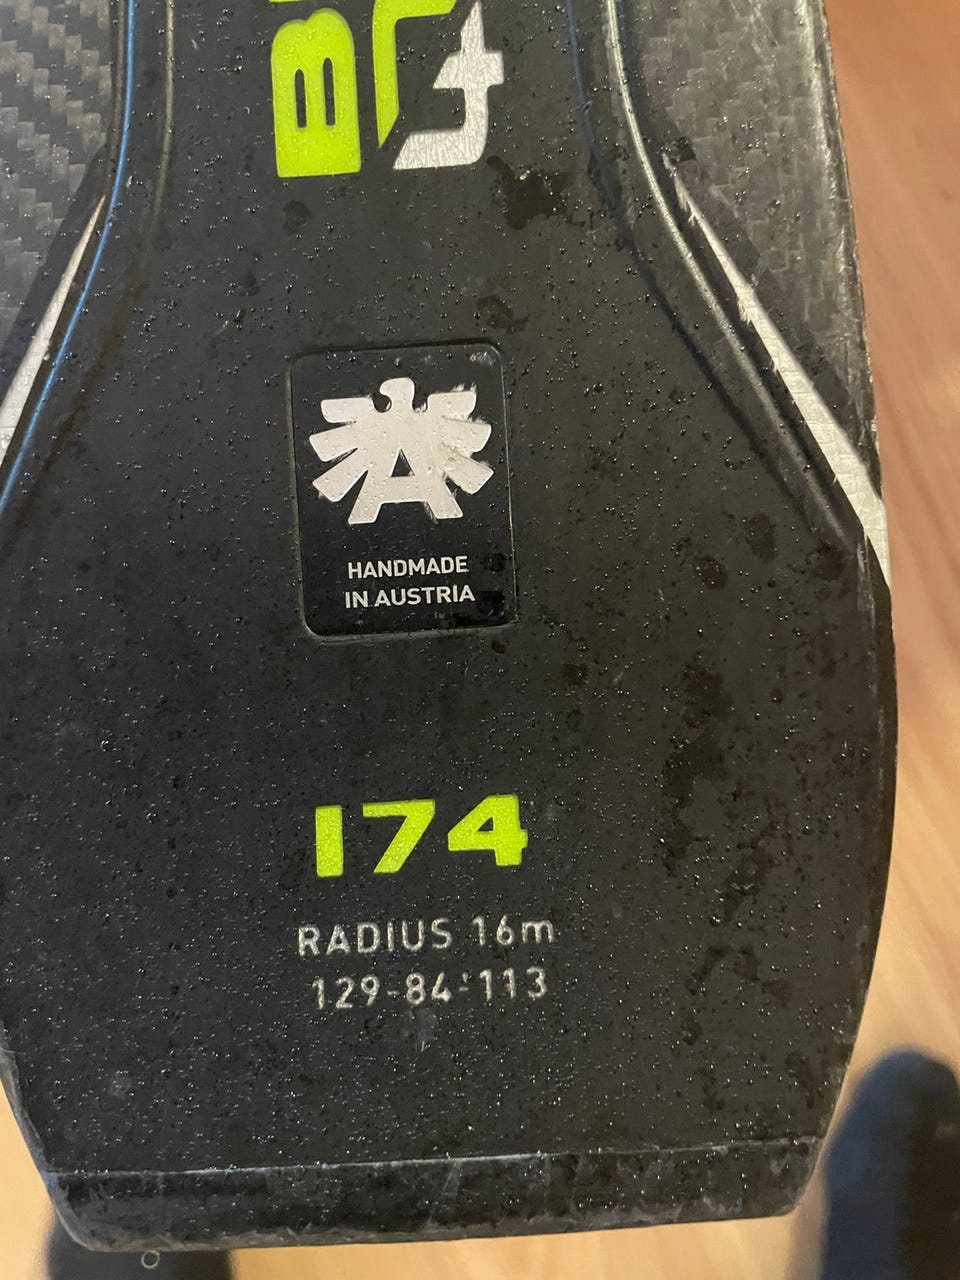 HANDMADE
IN AUSTRIA
174
RADIUS 16m
129-84-113